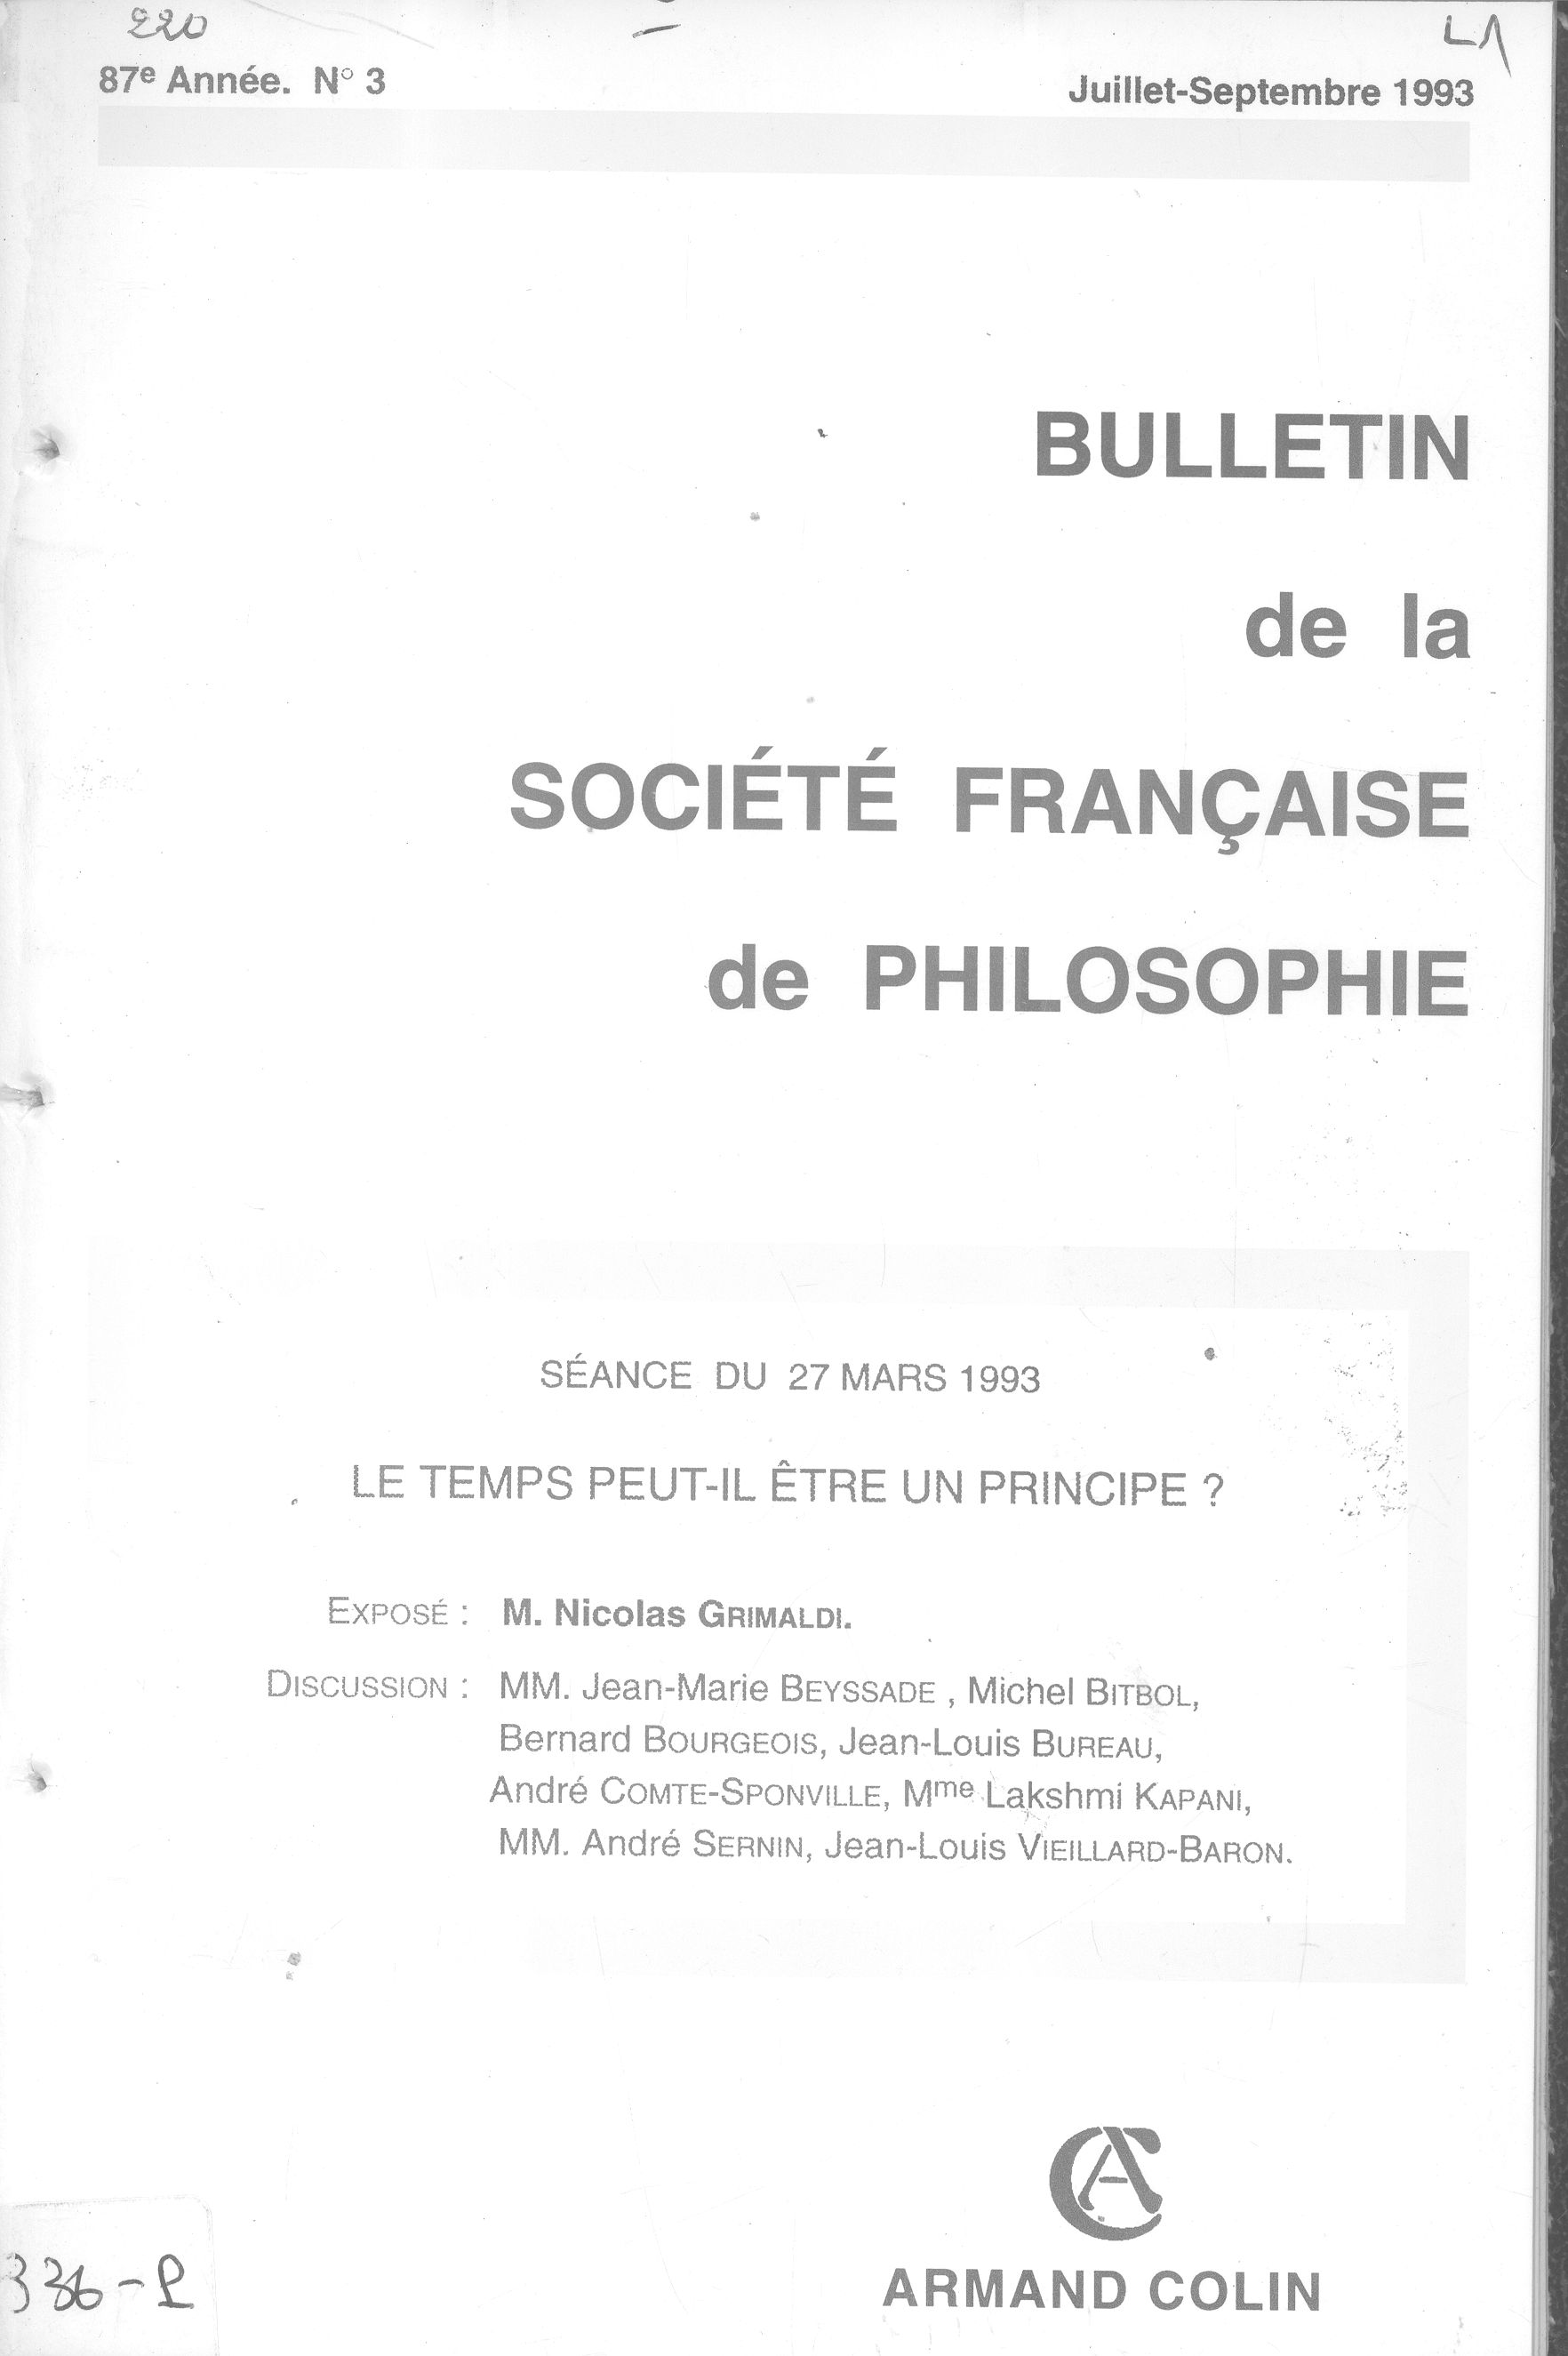 220
87e Année. N° 3
Juillet-Septembre 1993
BULLETIN
de la
SOCIÉTÉ FRANÇAISE
de PHILOSOPHIE
SÉANCE DU 27 MARS 1993
LE TEMPS PEUT-IL ÊTRE UN PRINCIPE ?
EXPOSÉ : M. Nicolas GRIMALDI.
DISCUSSION : MM. Jean-Marie BEYSSADE , Michel BITBOL,
Bernard BOURGEOIS, Jean-Louis BUREAU,
André COMTE-SPONVILLE, Mme Lakshmi KAPANI,
MM. André SERNIN, Jean-Louis VIEILLARD-BARON.
ARMAND COLIN